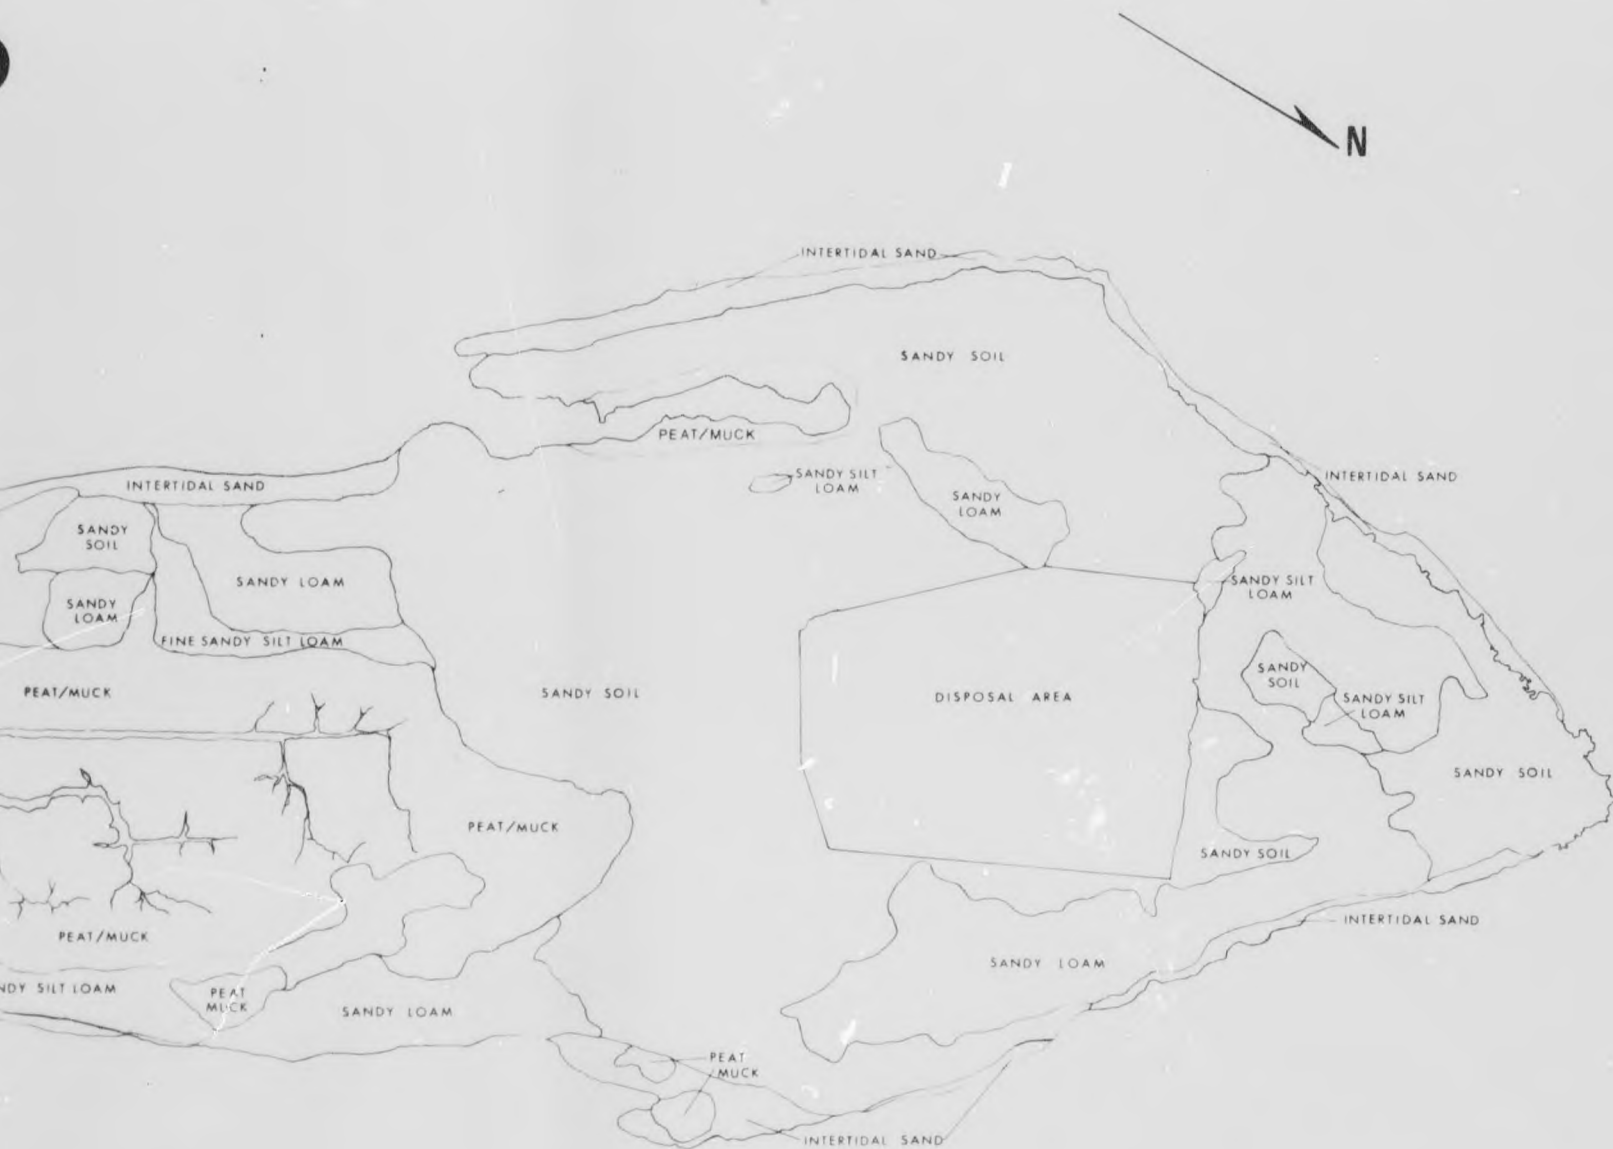 N
INTERTIDAL SAND
SANDY SOIL
PEAT/MUCK
SANDY SILT
LOAM
SANDY
LOAM
INTERTIDAL SAND
INTERTIDAL SAND
SANDY
SOIL
SANDY LOAM
SANDY
LOAM
FINE SANDY SILT LOAM
SANDY SILT
LOAM
PEAT/MUCK
SANDY SOIL
DISPOSAL AREA
SANDY
SOIL
SANDY SILT
LOAM
SANDY SOIL
PEAT/MUCK
SANDY SOIL
PEAT/MUCK
INTERTIDAL SAND
SANDY LOAM
NDY SILT LOAM
PEAT
MUCK
SANDY LOAM
PEAT
/MUCK
INTERTIDAL SAND